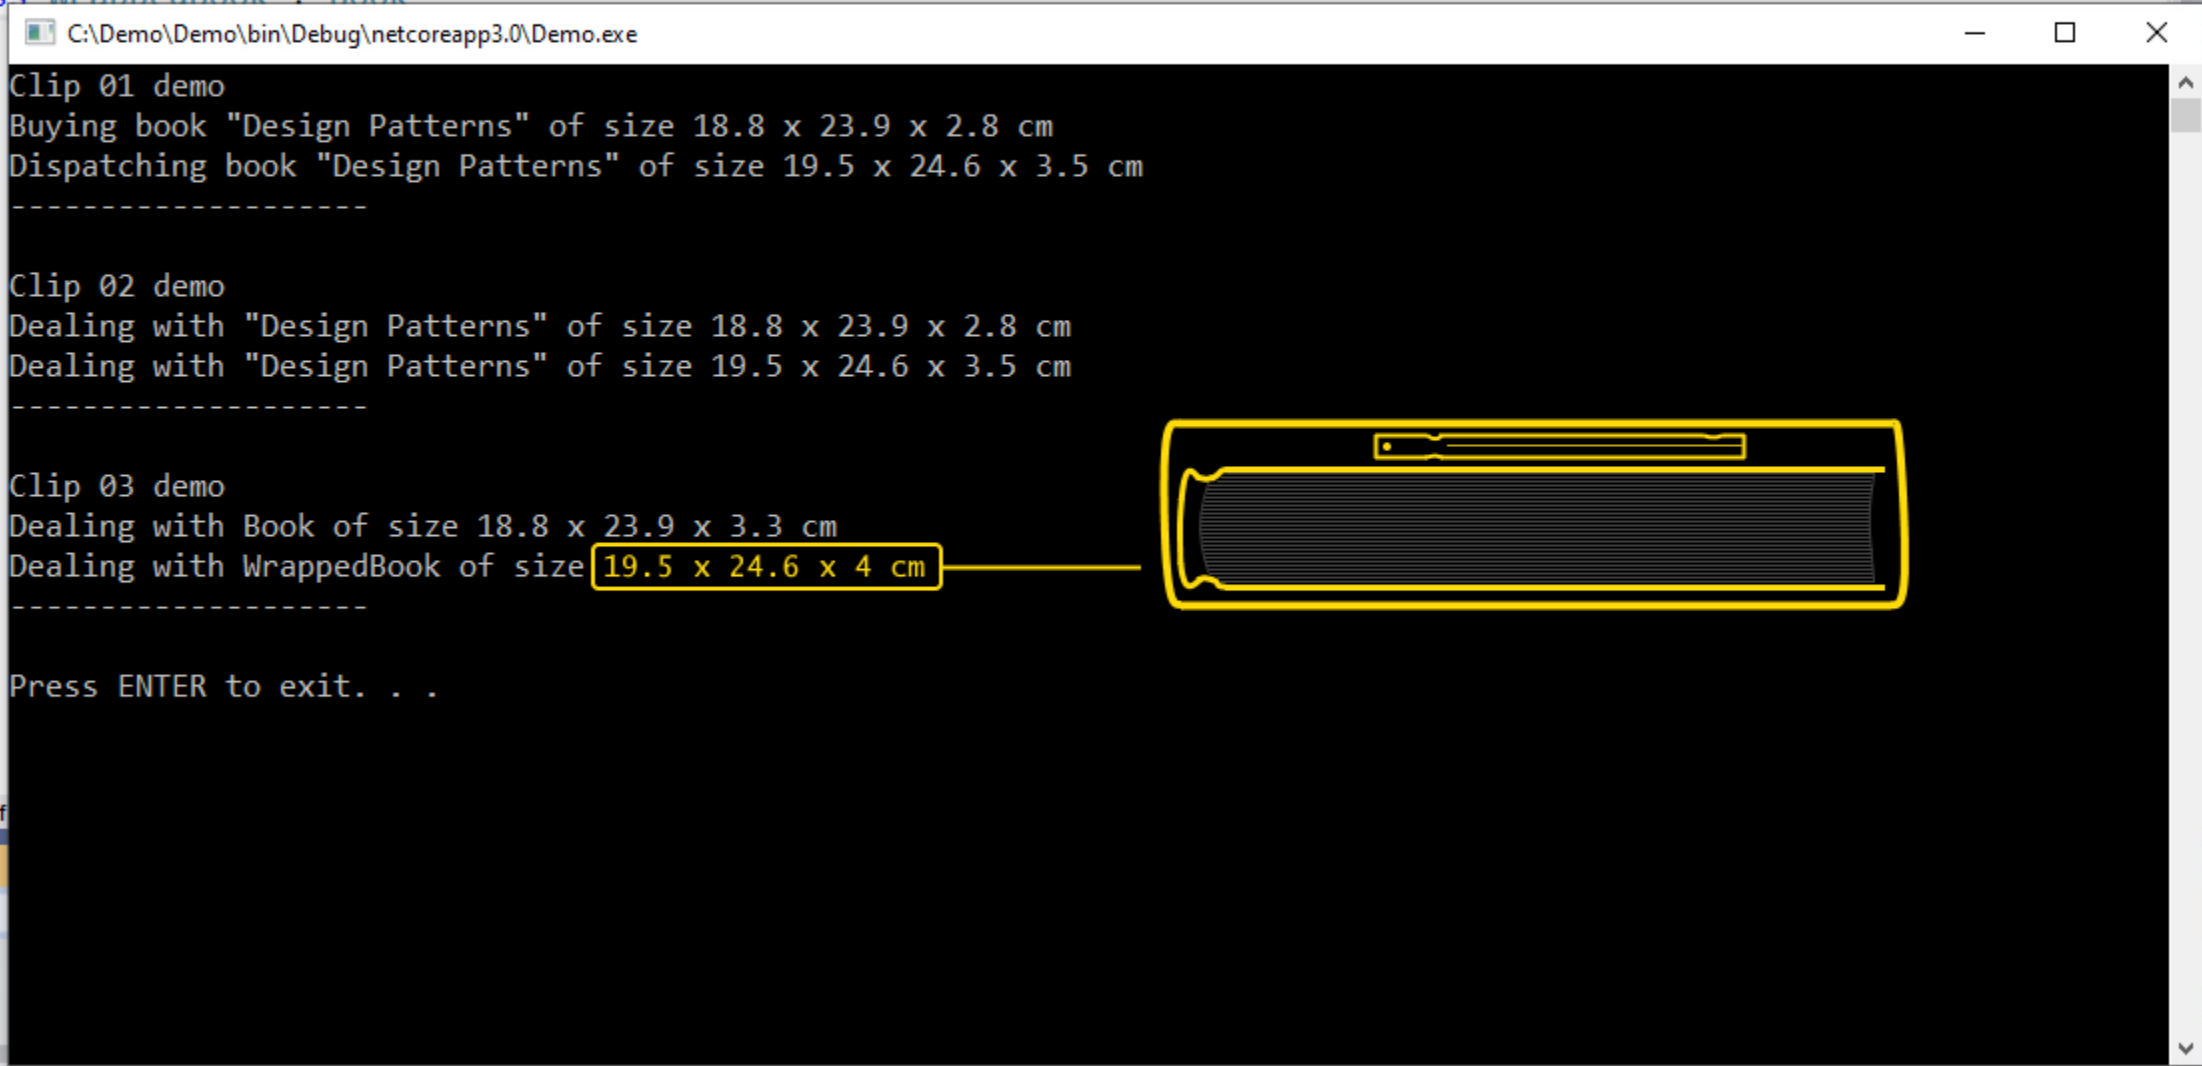 C:\Demo\Demo\bin\Debug\netcoreapp3.0\Demo.exe
Clip 01 demo
Buying book "Design Patterns" of size 18.8 x 23.9 x 2.8 cm
Dispatching book "Design Patterns" of size 19.5 x 24.6 x 3.5 cm
--------------------
Clip 02 demo
Dealing with "Design Patterns" of size 18.8 x 23.9 x 2.8 cm
Dealing with "Design Patterns" of size 19.5 x 24.6 x 3.5 cm
--------------------
Clip 03 demo
Dealing with Book of size 18.8 x 23.9 x 3.3 cm
Dealing with WrappedBook of size 19.5 x 24.6 x 4 cm
--------------------
Press ENTER to exit. . .